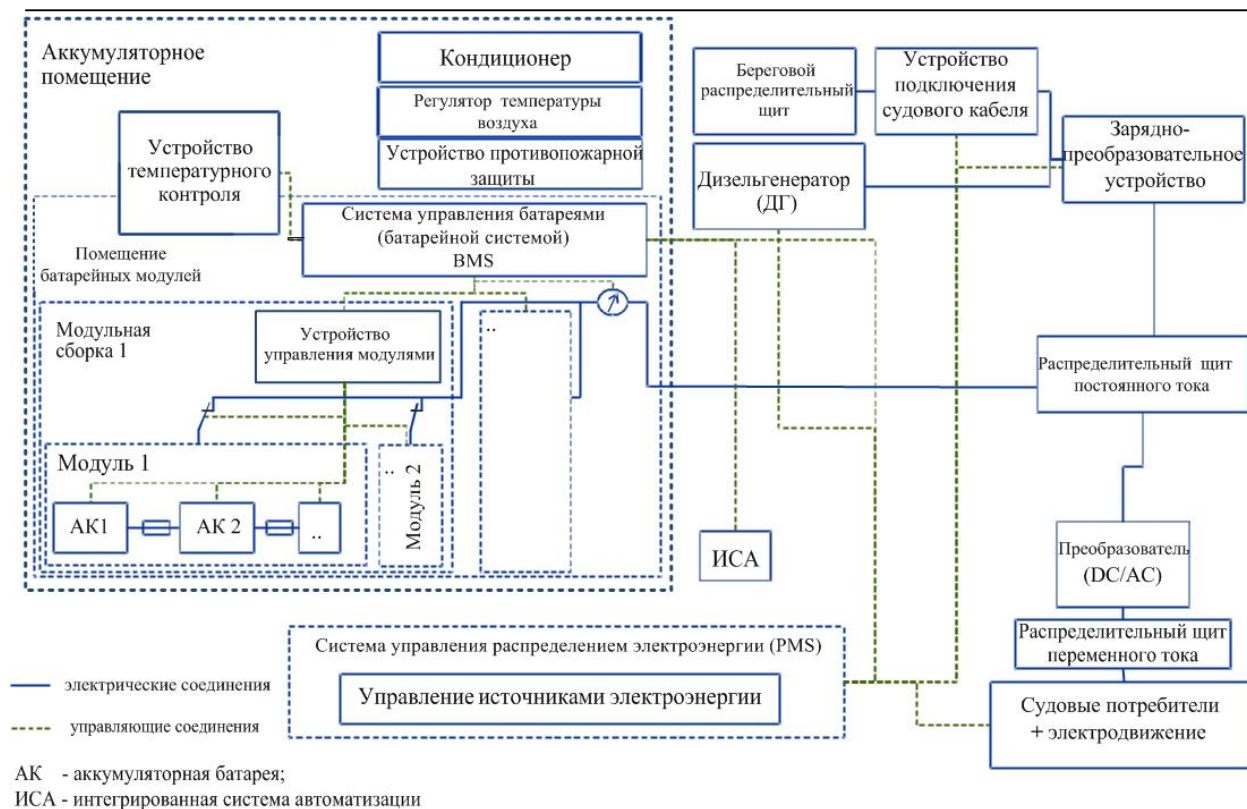 Аккумуляторное
помещение
Кондиционер
Регулятор температуры
воздуха
Устройство противопожарной
защиты
Устройство
температурного
контроля
Система управления батареями
(батарейной системой)
BMS
Помещение
батарейных модулей
Модульная
сборка 1
Устройство
управления модулями
..
Модуль 1
АК1
АК 2
..
..
Модуль 2
Береговой
распределительный
щит
Устройство
подключения
судового кабеля
Зарядно-
преобразовательное
устройство
Дизельгенератор
(ДГ)
Распределительный щит
постоянного тока
ИСА
Преобразователь
(DC/AC)
Распределительный щит
переменного тока
Судовые потребители
+ электродвижение
Система управления распределением электроэнергии (PMS)
Управление источниками электроэнергии
электрические соединения
управляющие соединения
АК - аккумуляторная батарея;
ИСА - интегрированная система автоматизации